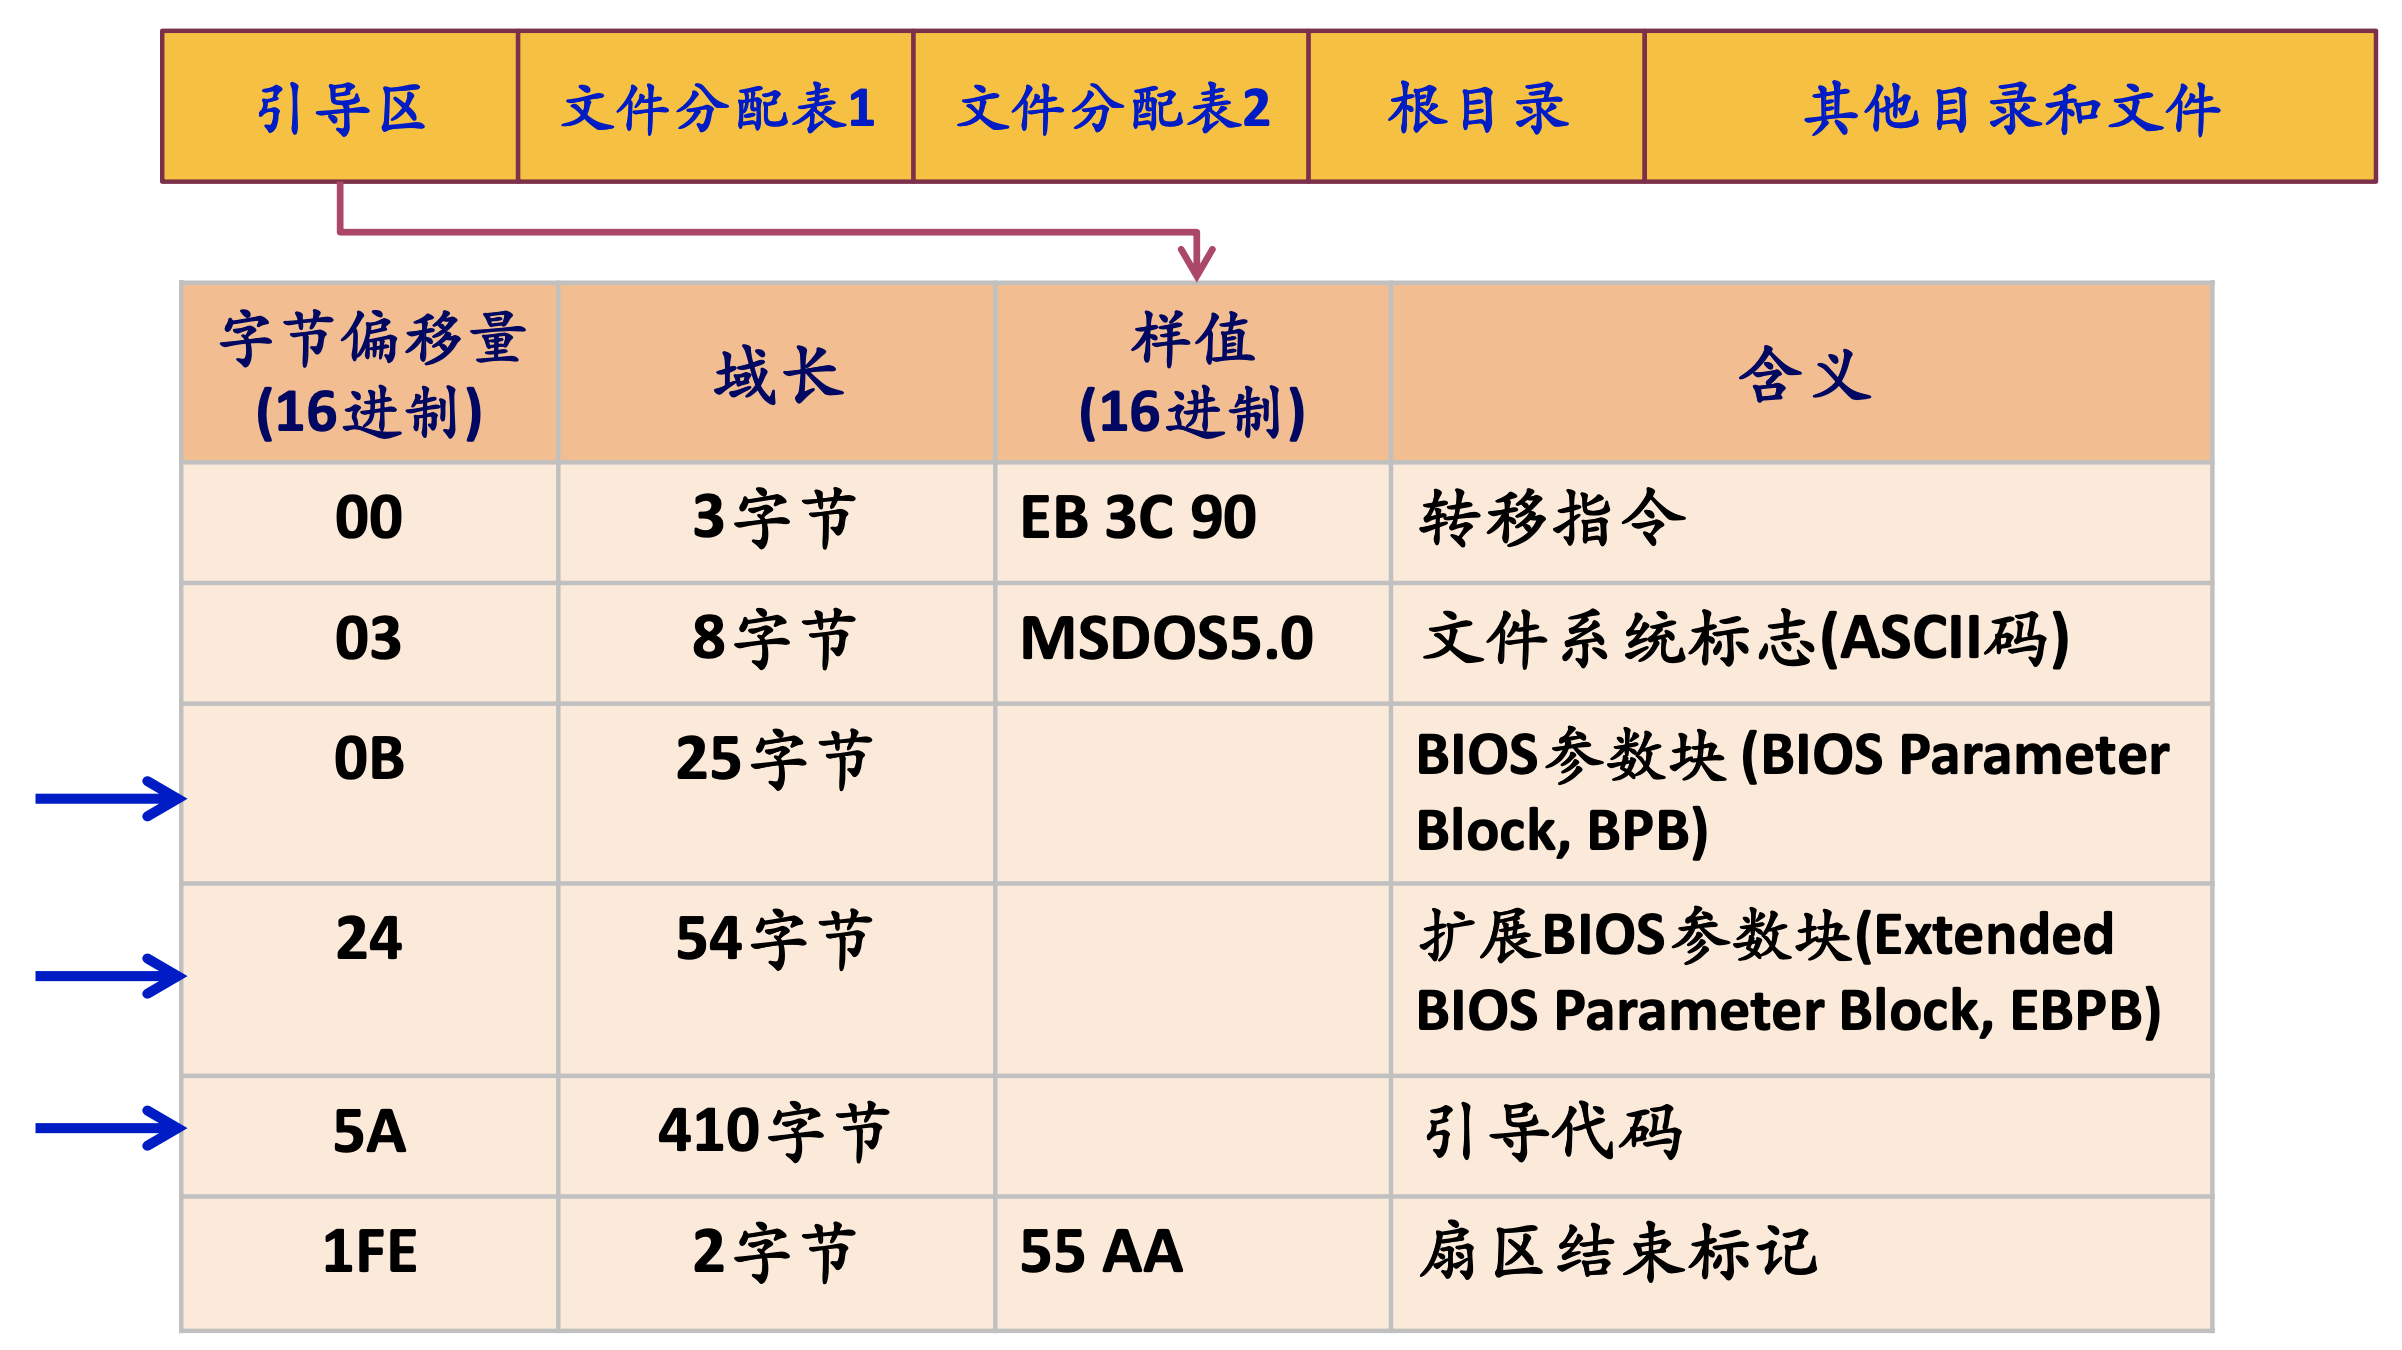 引导区 文件分配表1 文件分配表2 根目录 其他目录和文件
字节偏移量
(16进制)
域长
样值
(16进制)
含义
00 3字节 EB 3C 90 转移指令
03 8字节 MSDOS5.0 文件系统标志(ASCII码)
0B 25字节 BIOS参数块 (BIOS Parameter
Block, BPB)
24 54字节 扩展BIOS参数块(Extended
BIOS Parameter Block, EBPB)
5A 410字节 引导代码
1FE 2字节 55 AA 扇区结束标记